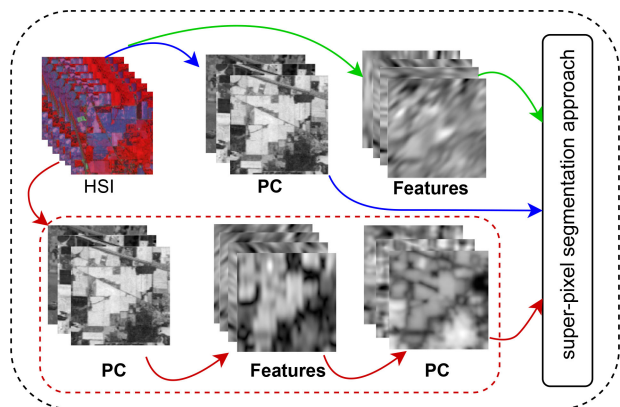 HSI
PC
Features
super-pixel segmentation approach
PC
Features
PC